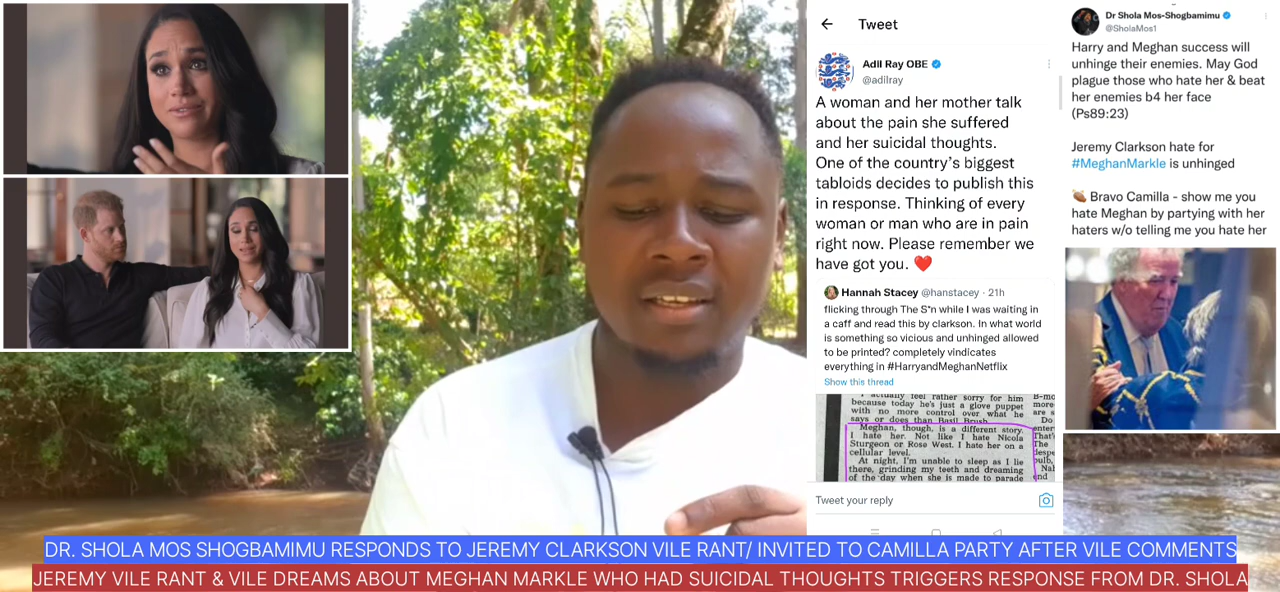 Tweet
Adil Ray OBE
@adilray
A woman and her mother talk
about the pain she suffered
and her suicidal thoughts.
One of the country's biggest
tabloids decides to publish this
in response. Thinking of every
woman or man who are in pain
right now. Please remember we
have got you. ❤️
Hannah Stacey @hanstacey · 21h
flicking through The S*n while I was waiting in
a caff and read this by clarkson. In what world
is something so vicious and unhinged allowed
to be printed? completely vindicates
everything in #HarryandMeghanNetflix
Show this thread
I actually feel rather sorry for him
because today he's just a glove puppet
with no more control over what he
says or does than Basil Brush.
Meghan, though, is a different story.
I hate her. Not like I hate Nicola
Sturgeon or Rose West. I hate her on a
cellular level.
At night, I'm unable to sleep as I lie
there, grinding my teeth and dreaming
of the day when she is made to parade
Tweet your reply
Dr Shola Mos-Shogbamimu
@SholaMos1
Harry and Meghan success will
unhinge their enemies. May God
plague those who hate her & beat
her enemies b4 her face
(Ps89:23)
Jeremy Clarkson hate for
#MeghanMarkle is unhinged
👏🏾 Bravo Camilla - show me you
hate Meghan by partying with her
haters w/o telling me you hate her
DR. SHOLA MOS SHOGBAMIMU RESPONDS TO JEREMY CLARKSON VILE RANT/ INVITED TO CAMILLA PARTY AFTER VILE COMMENTS
JEREMY VILE RANT & VILE DREAMS ABOUT MEGHAN MARKLE WHO HAD SUICIDAL THOUGHTS TRIGGERS RESPONSE FROM DR. SHOLA